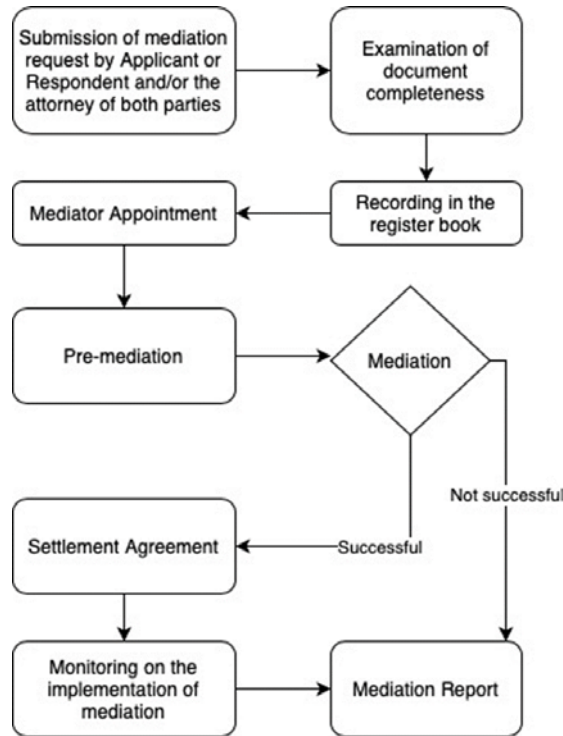 Submission of mediation
request by Applicant or
Respondent and/or the
attorney of both parties
Examination of
document
completeness
Recording in the
register book
Mediator Appointment
Pre-mediation
Mediation
Not successful
Successful
Settlement Agreement
Monitoring on the
implementation of
mediation
Mediation Report